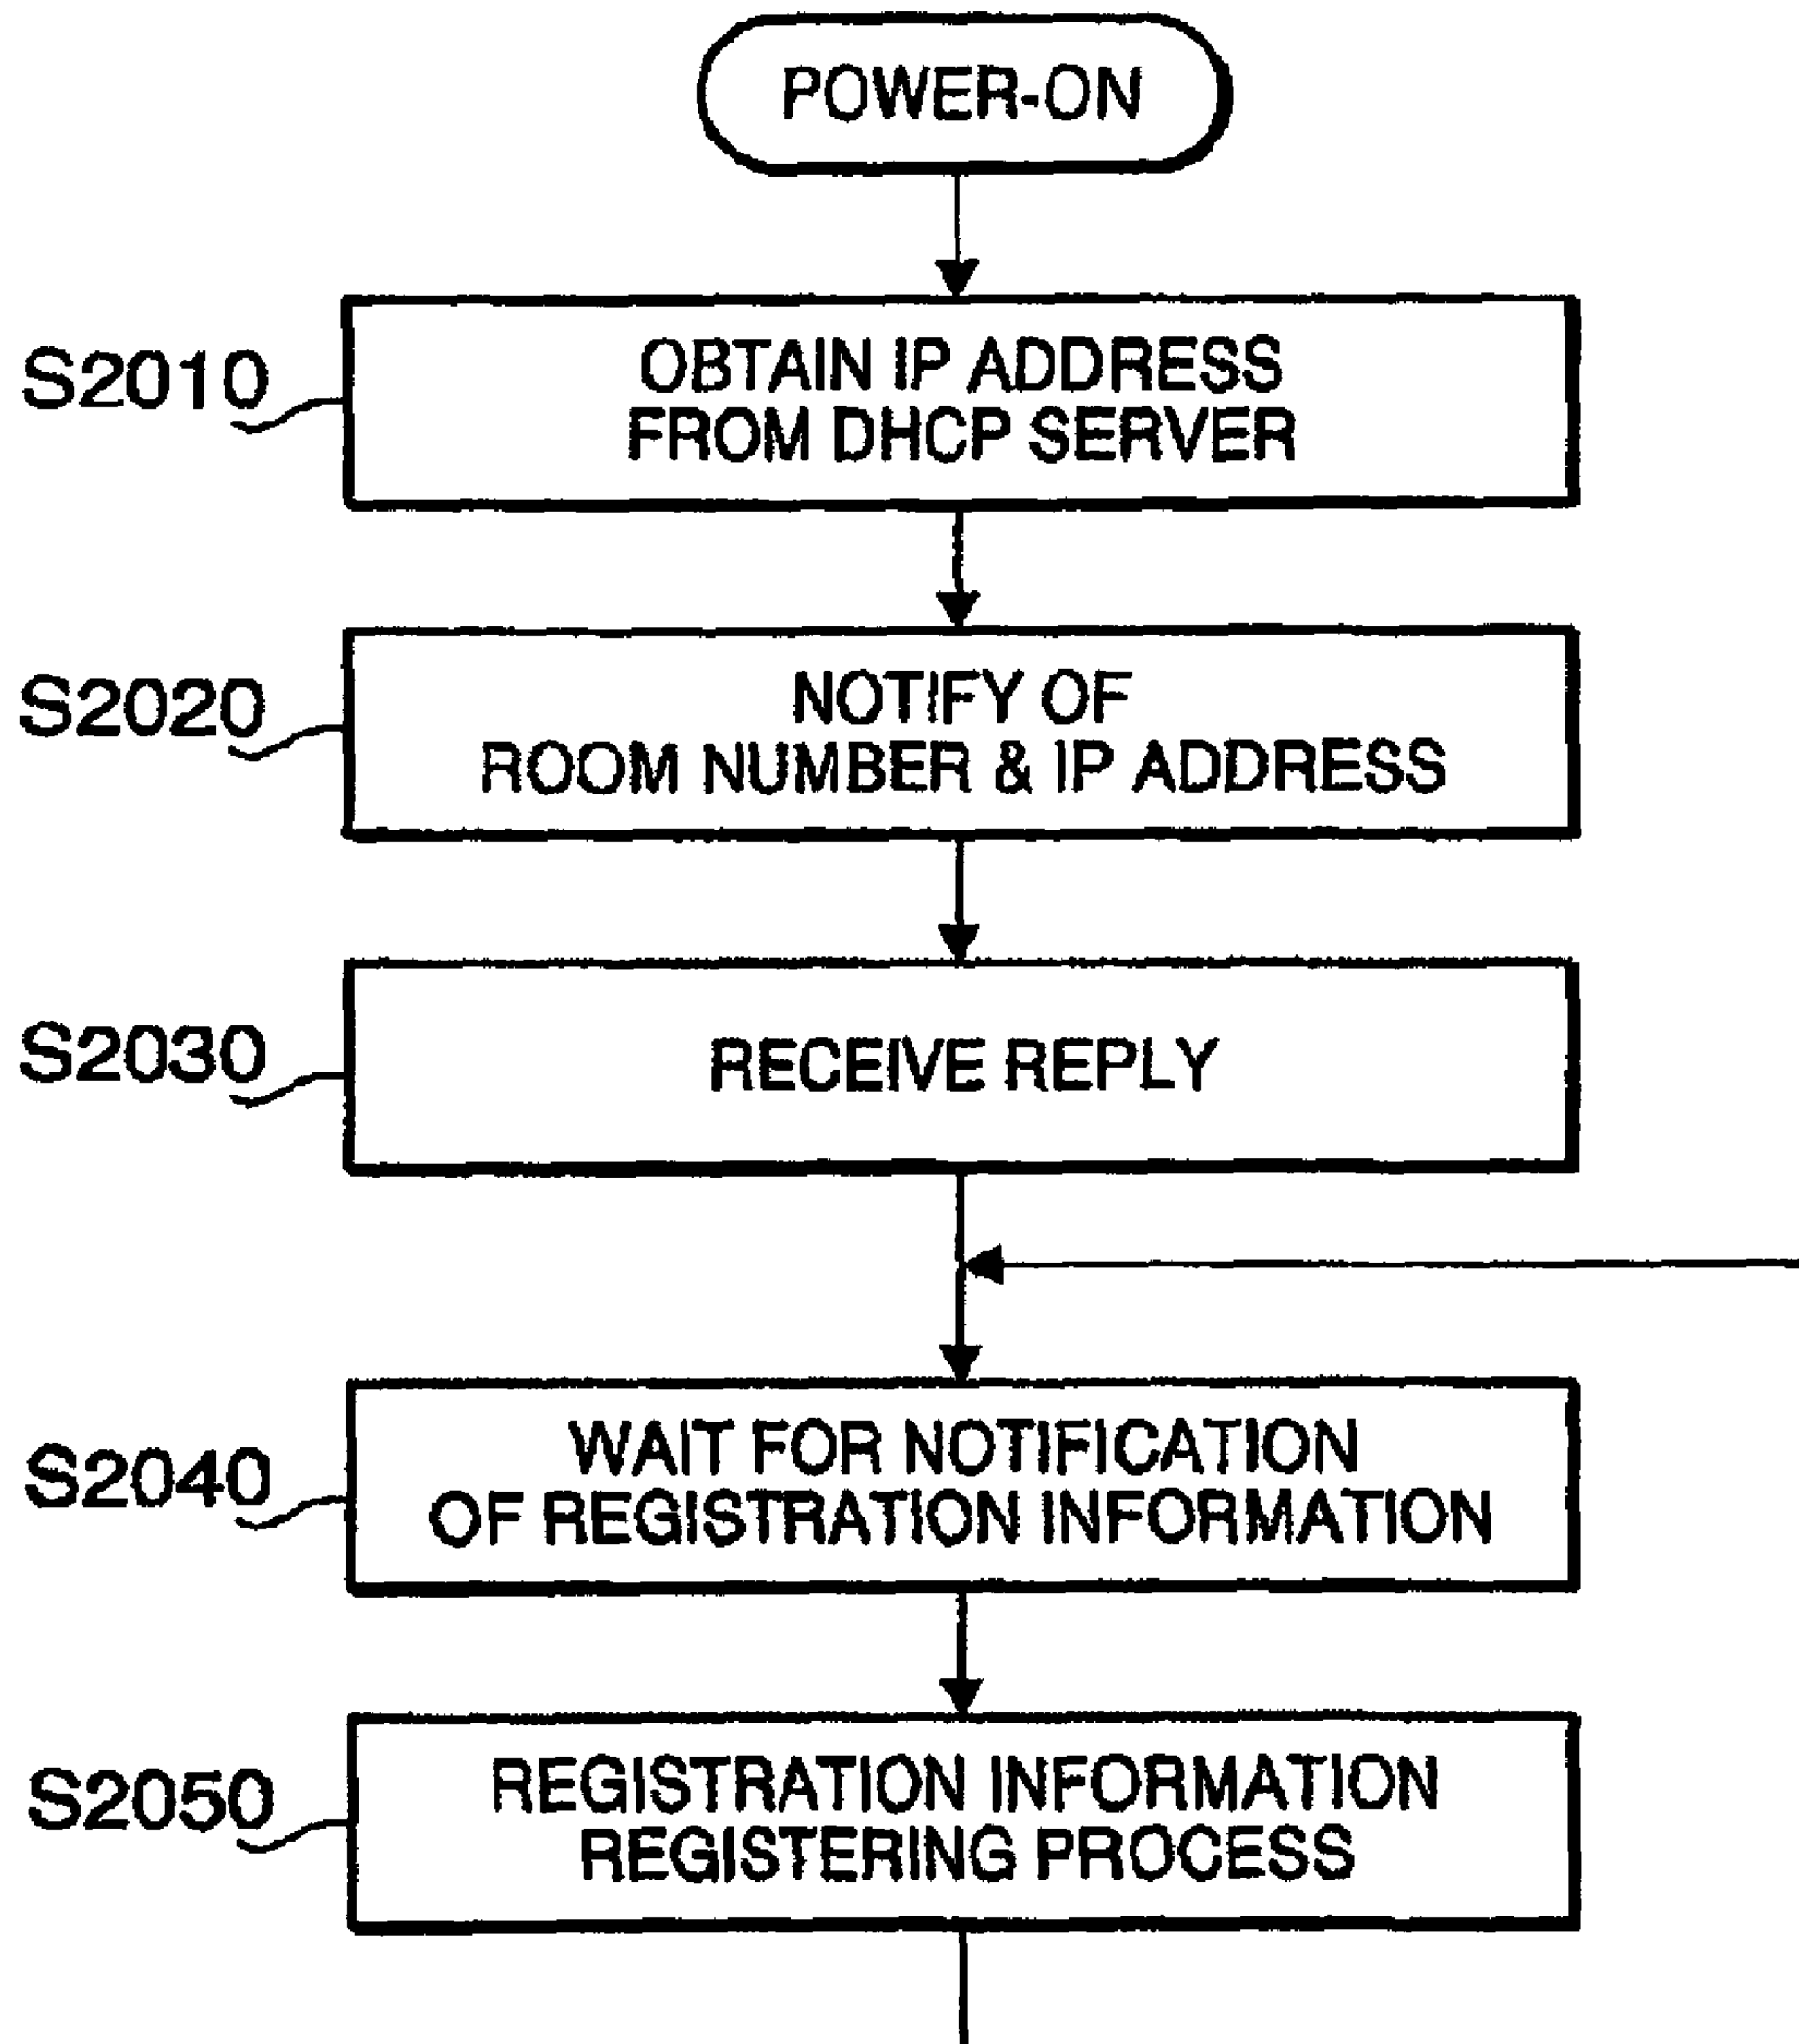 POWER-ON
S2010
OBTAIN IP ADDRESS
FROM DHCP SERVER
S2020
NOTIFY OF
ROOM NUMBER & IP ADDRESS
S2030
RECEIVE REPLY
S2040
WAIT FOR NOTIFICATION
OF REGISTRATION INFORMATION
S2050
REGISTRATION INFORMATION
REGISTERING PROCESS